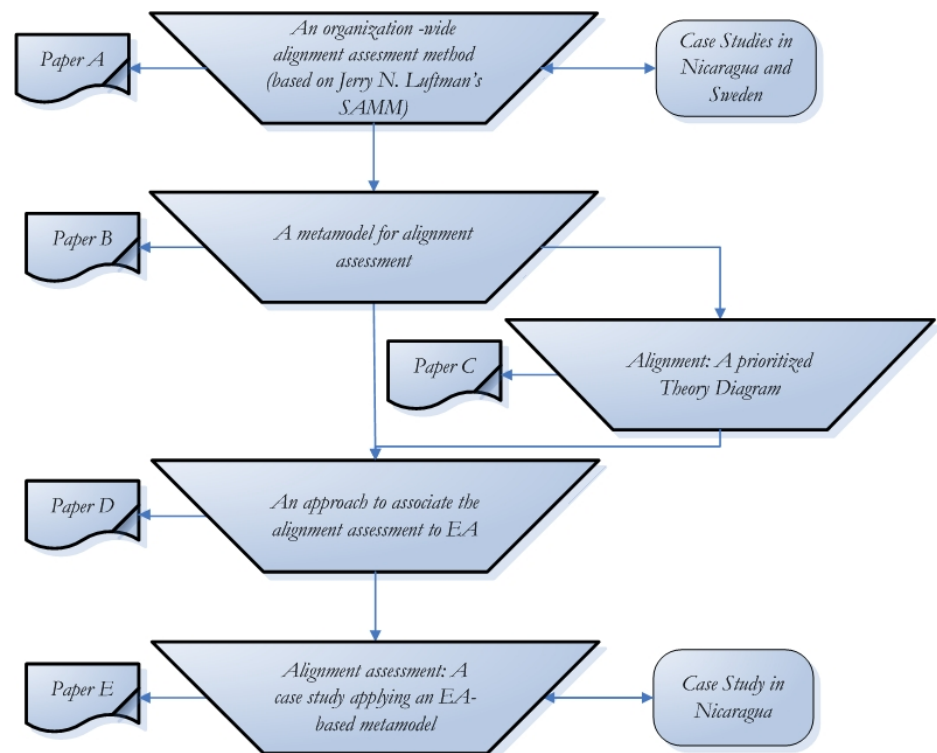 Paper A
An organization -wide
alignment assesment method
(based on Jerry N. Luftman's
SAMM)
Case Studies in
Nicaragua and
Sweden
Paper B
A metamodel for alignment
assessment
Paper C
Alignment: A prioritized
Theory Diagram
Paper D
An approach to associate the
alignment assessment to EA
Paper E
Alignment assessment: A
case study applying an EA-
based metamodel
Case Study in
Nicaragua